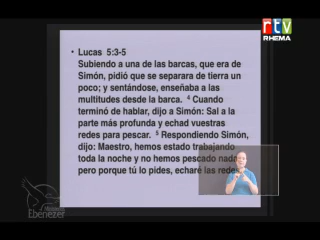 rtv
RHEMA
• Lucas 5:3-5
Subiendo a una de las barcas, que era de
Simón, pidió que se separara de tierra un
poco; y sentándose, enseñaba a las
multitudes desde la barca. 4 Cuando
terminó de hablar, dijo a Simón: Sal a la
parte más profunda y echad vuestras
redes para pescar. 5 Respondiendo Simón,
dijo: Maestro, hemos estado trabajando
toda la noche y no hemos pescado nada
pero porque tú lo pides, echaré las redes
Ebenezer